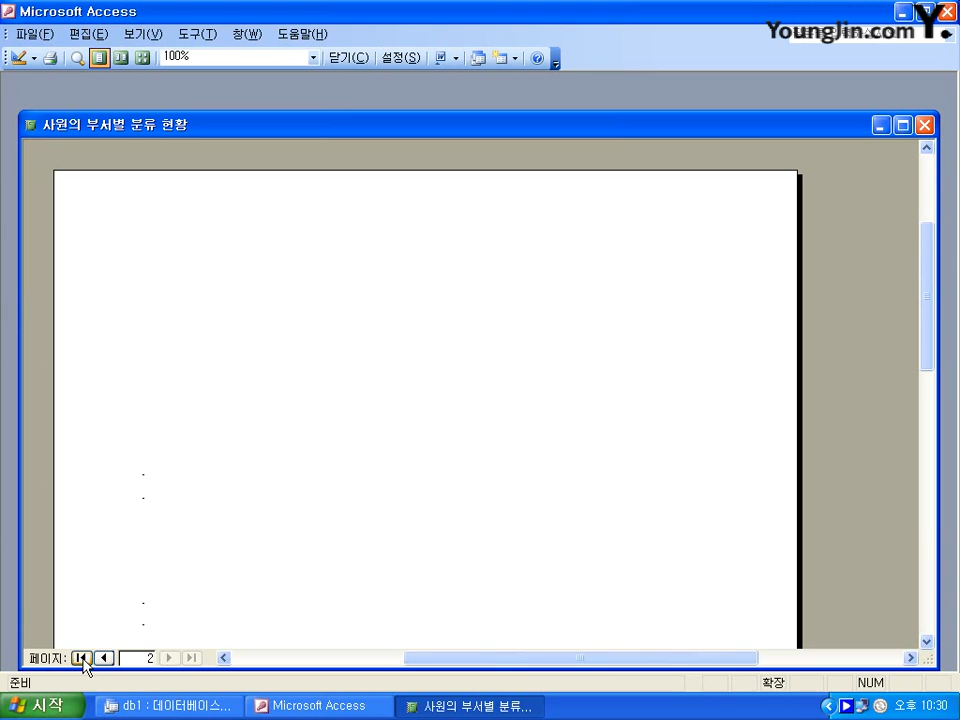 Microsoft Access
파일(F) 편집(E) 보기(V) 도구(T) 창(W) 도움말(H)
Younglin.com Y.
100% 닫기(C) 설정(S)
사원의 부서별 분류 현황
페이지: 2
준비 확장 NUM
시작 db1 : 데이터베이스... Microsoft Access 사원의 부서별 분류... 오후 10:30